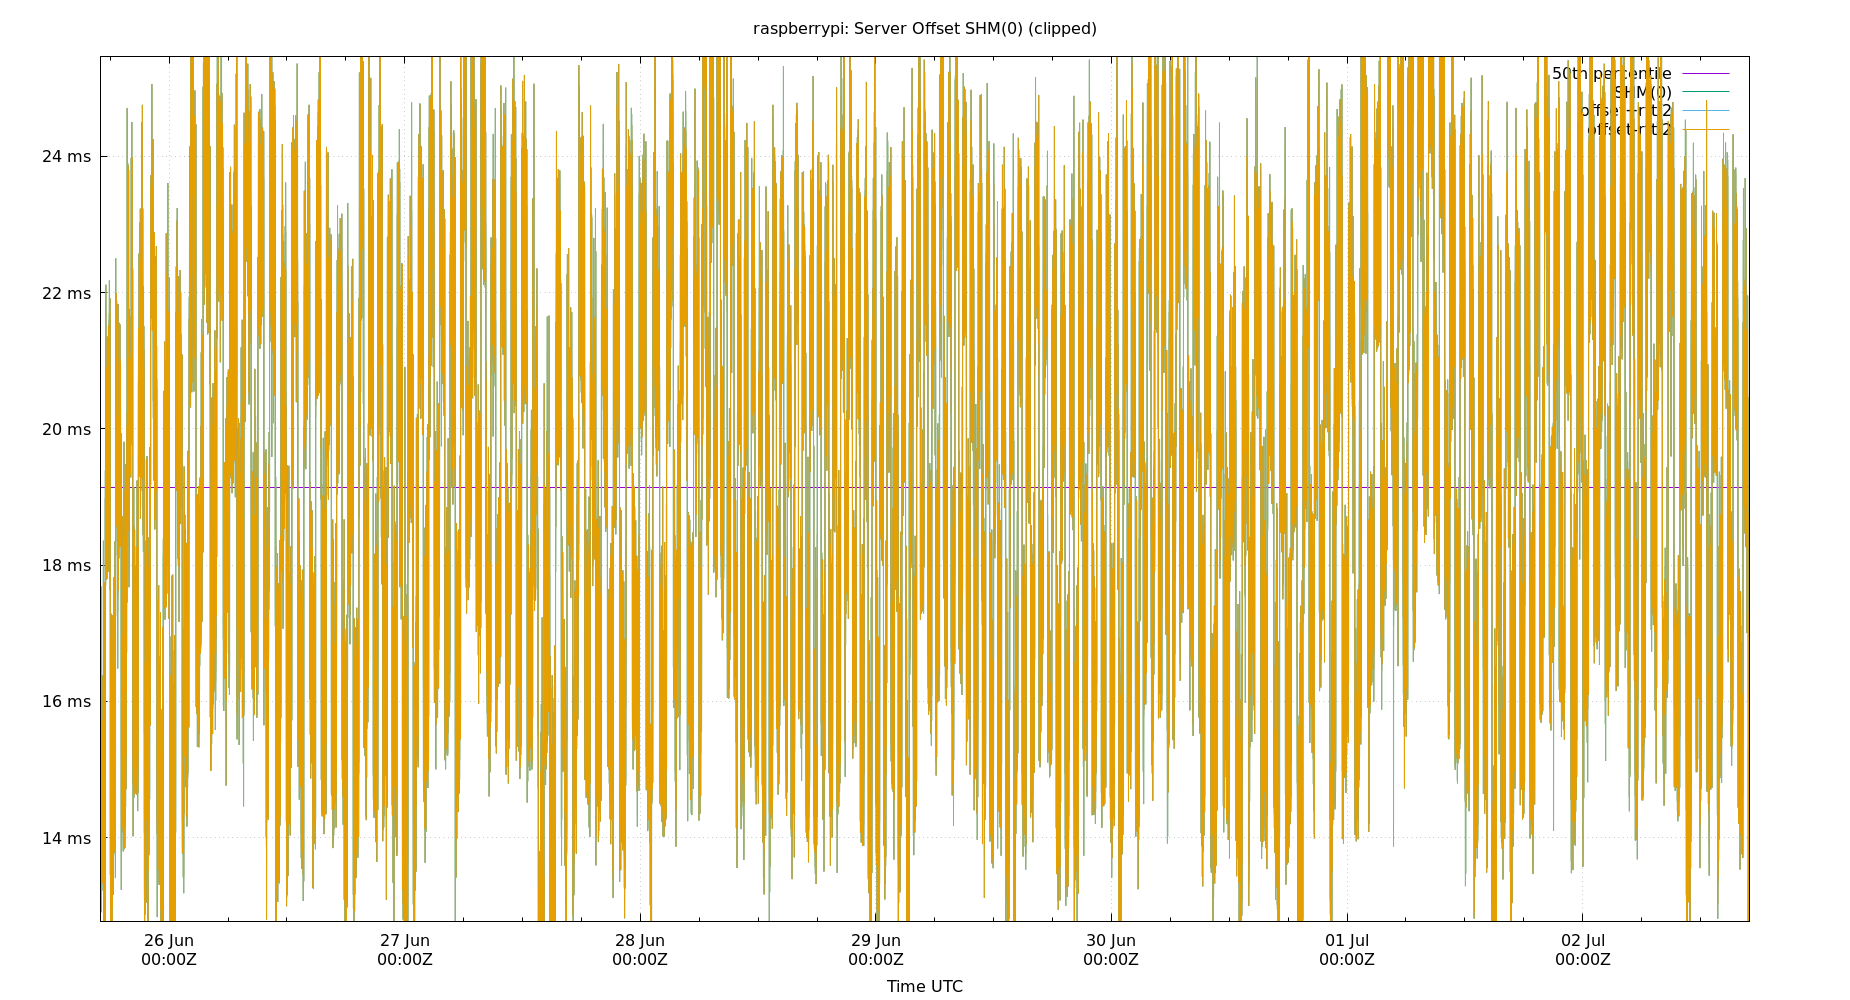 raspberrypi: Server Offset SHM(0) (clipped)
50th percentile
SHM(0)
24 ms
22 ms
20 ms
18 ms
16 ms
14 ms
26 Jun 27 Jun 28 Jun 29 Jun 30 Jun 01 Jul 02 Jul
00:00Z 00:00Z 00:00Z 00:00Z 00:00Z 00:00Z 00:00Z
Time UTC